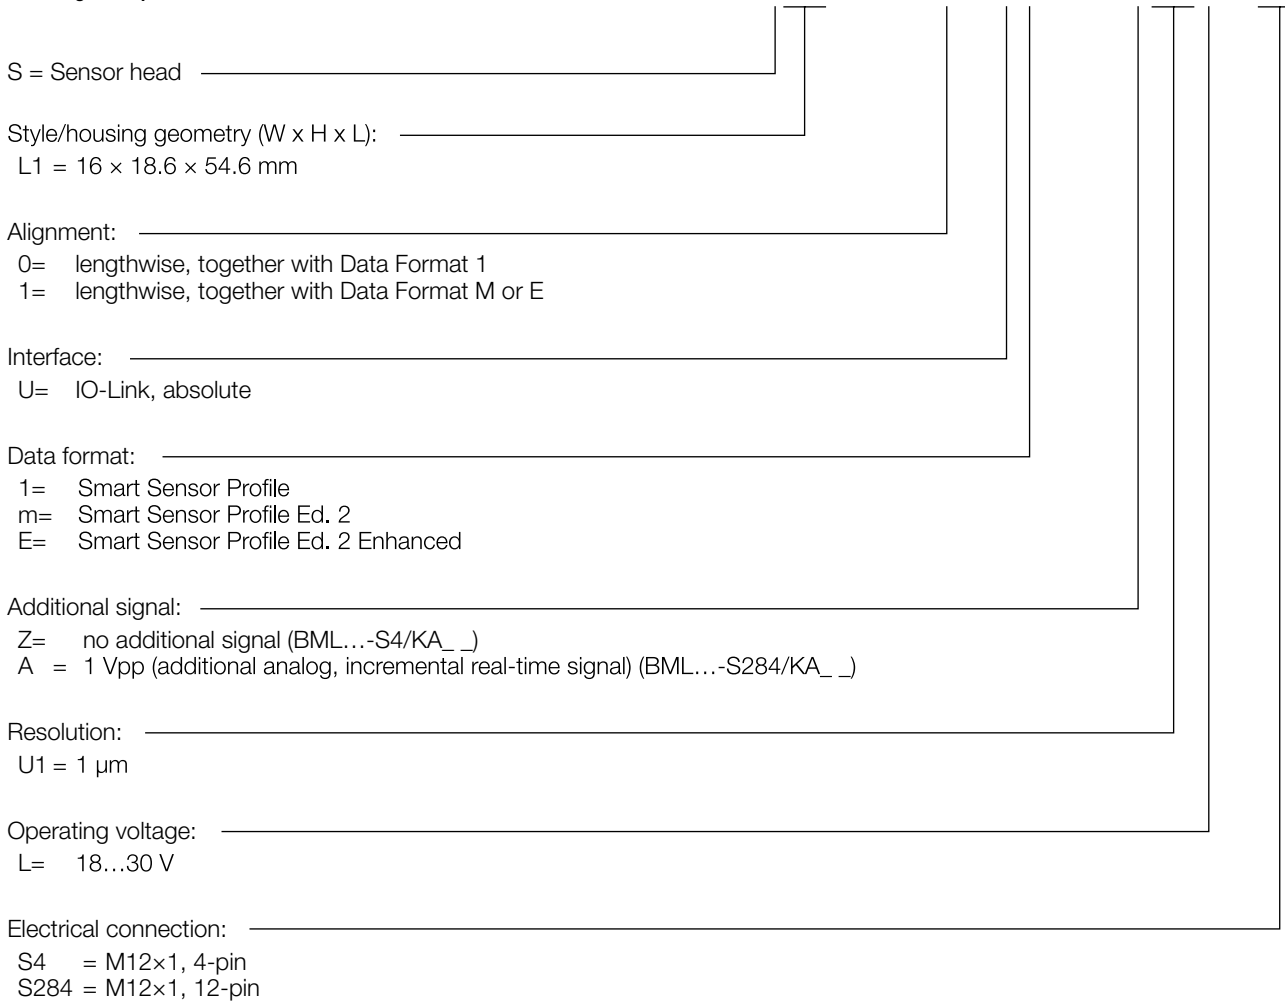 S = Sensor head
Style/housing geometry (W x H x L):
L1 = 16 × 18.6 × 54.6 mm
Alignment:
0= lengthwise, together with Data Format 1
1= lengthwise, together with Data Format M or E
Interface:
U= IO-Link, absolute
Data format:
1= Smart Sensor Profile
m= Smart Sensor Profile Ed. 2
E= Smart Sensor Profile Ed. 2 Enhanced
Additional signal:
Z= no additional signal (BML...-S4/KA_ _)
A = 1 Vpp (additional analog, incremental real-time signal) (BML...-S284/KA_ _)
Resolution:
U1 = 1 µm
Operating voltage:
L= 18...30 V
Electrical connection:
S4 = M12×1, 4-pin
S284 = M12×1, 12-pin